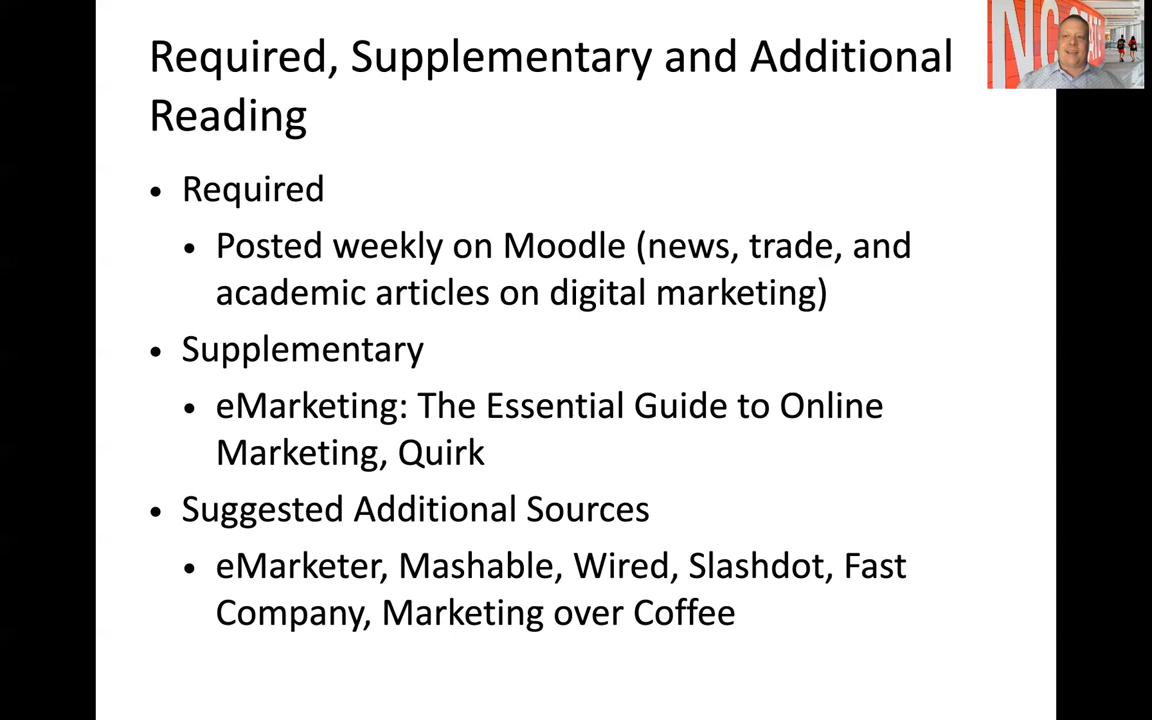 Required, Supplementary and Additional
Reading
• Required
• Posted weekly on Moodle (news, trade, and
academic articles on digital marketing)
• Supplementary
• eMarketing: The Essential Guide to Online
Marketing, Quirk
• Suggested Additional Sources
• eMarketer, Mashable, Wired, Slashdot, Fast
Company, Marketing over Coffee
NC STATE